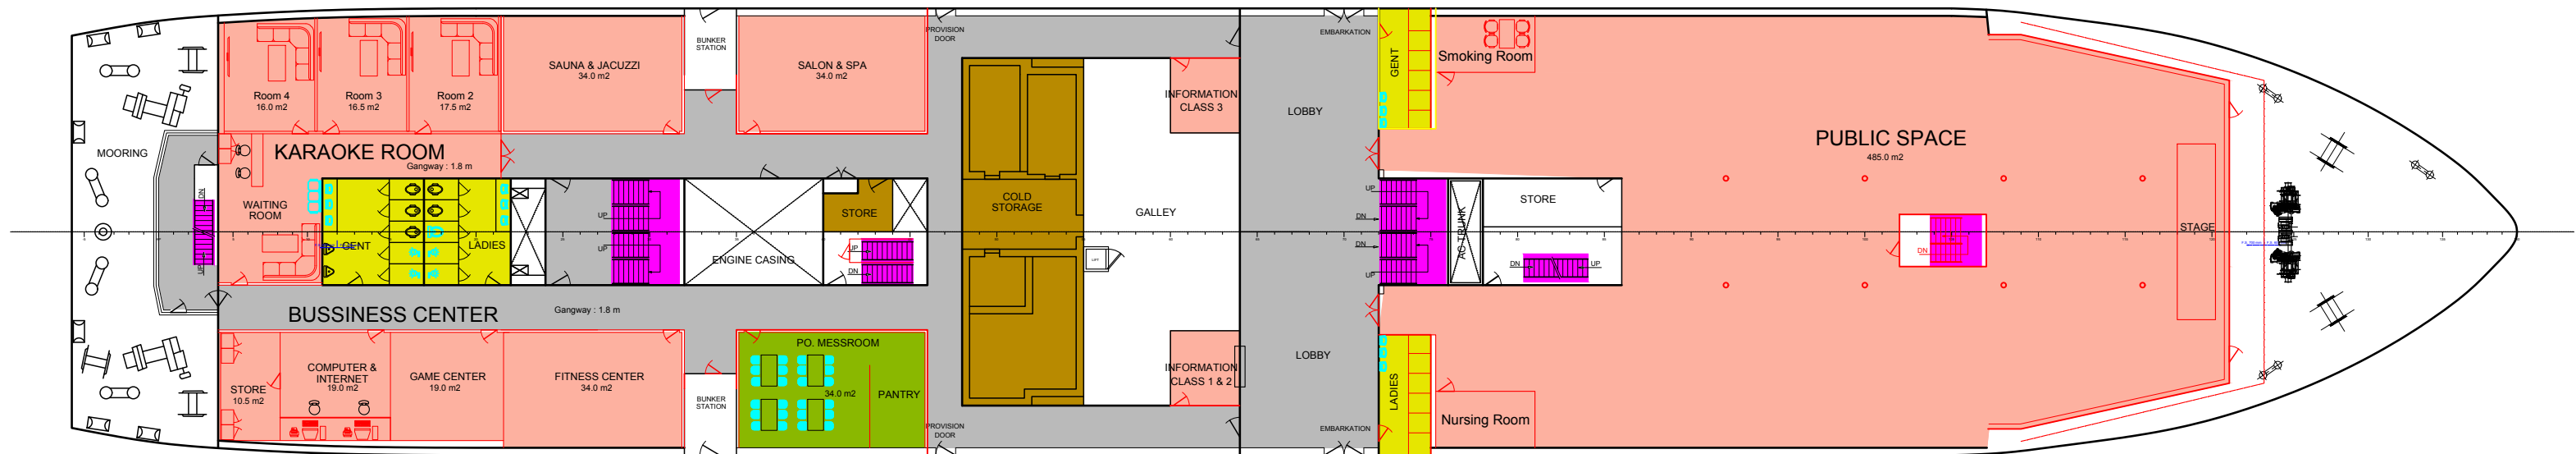 BUNKER
STATION
PROVISION
DOOR
EMBARKATION
GENT
Smoking Room
SAUNA & JACUZZI
34.0 m2
SALON & SPA
34.0 m2
Room 4
16.0 m2
Room 3
16.5 m2
Room 2
17.5 m2
INFORMATION
CLASS 3
LOBBY
MOORING
KARAOKE ROOM
Gangway : 1.8 m
PUBLIC SPACE
485.0 m2
DN
UP
WAITING
ROOM
GENT
LADIES
UP
UP
ENGINE CASING
STORE
UP
DN
COLD
STORAGE
GALLEY
LIFT
UP
DN
DN
UP
AC TRUNK
STORE
DN
UP
DN
STAGE
BUSSINESS CENTER
Gangway : 1.8 m
PO. MESSROOM
34.0 m2
PANTRY
STORE
10.5 m2
COMPUTER &
INTERNET
19.0 m2
GAME CENTER
19.0 m2
FITNESS CENTER
34.0 m2
BUNKER
STATION
PROVISION
DOOR
INFORMATION
CLASS 1 & 2
LOBBY
EMBARKATION
LADIES
Nursing Room